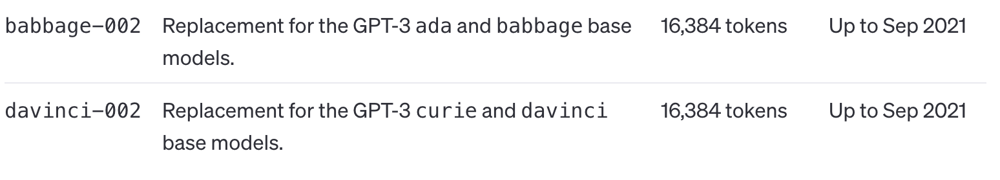 babbage-002 Replacement for the GPT-3 ada and babbage base 16,384 tokens Up to Sep 2021
models.
davinci-002 Replacement for the GPT-3 curie and davinci 16,384 tokens Up to Sep 2021
base models.